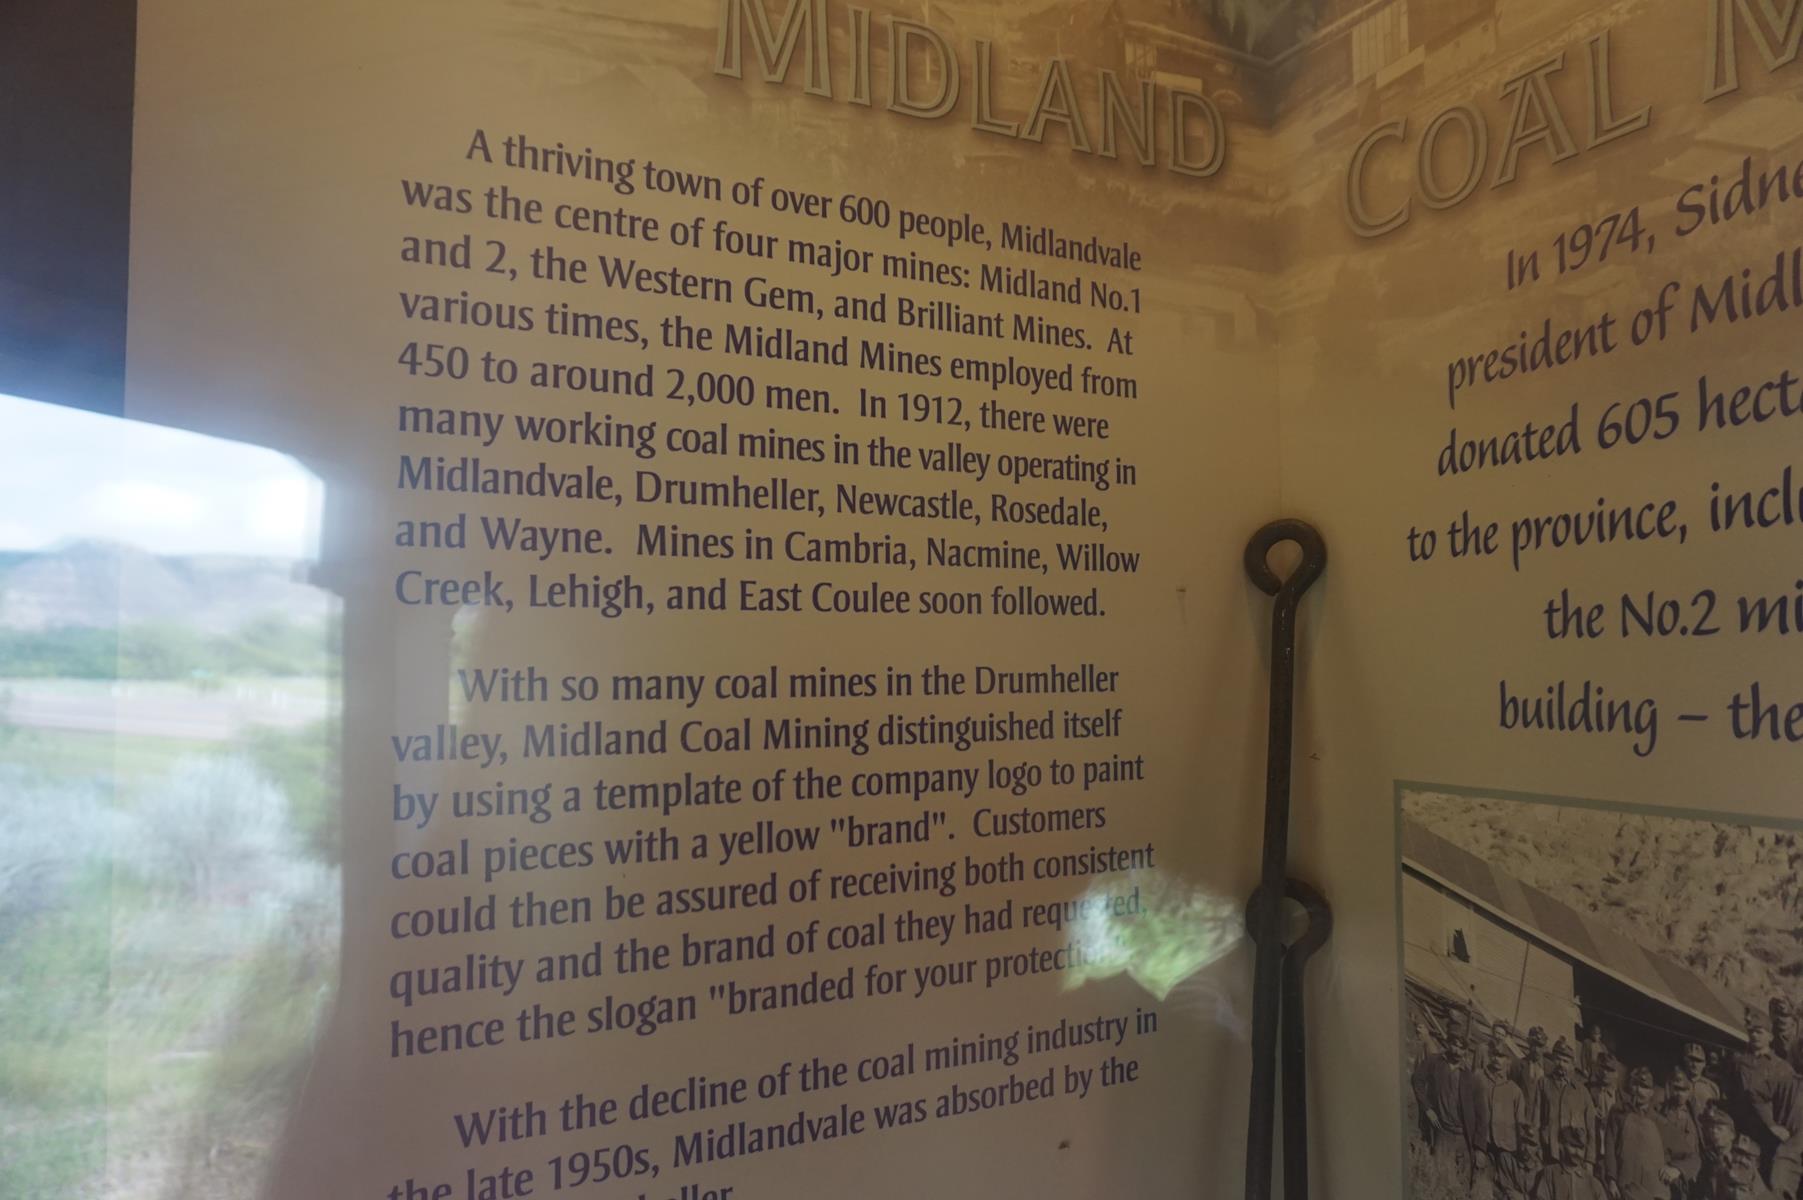 MIDLAND COAL M
A thriving town of over 600 people, Midlandvale
was the centre of four major mines: Midland No.1
and 2, the Western Gem, and Brilliant Mines. At
various times, the Midland Mines employed from
450 to around 2,000 men. In 1912, there were
many working coal mines in the valley operating in
Midlandvale, Drumheller, Newcastle, Rosedale,
and Wayne. Mines in Cambria, Nacmine, Willow
Creek, Lehigh, and East Coulee soon followed.
With so many coal mines in the Drumheller
valley, Midland Coal Mining distinguished itself
by using a template of the company logo to paint
coal pieces with a yellow "brand". Customers
could then be assured of receiving both consistent
quality and the brand of coal they had requested,
hence the slogan "branded for your protection"
With the decline of the coal mining industry in
the late 1950s, Midlandvale was absorbed by the
In 1974, Sidne
president of Midl
donated 605 hect
to the province, incl
the No.2 mi
building – the